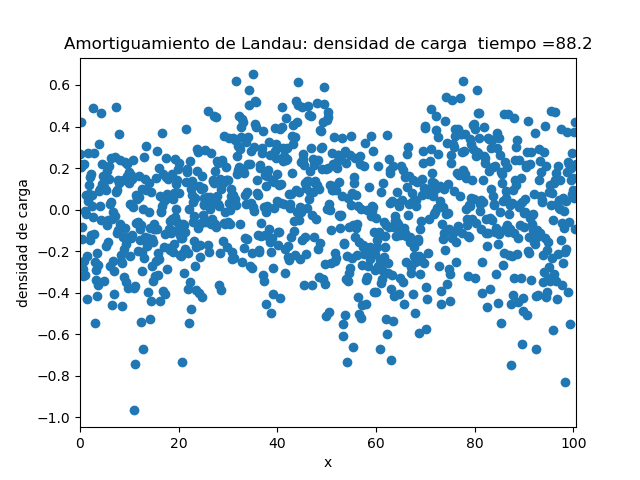 Amortiguamiento de Landau: densidad de carga  tiempo =88.2
densidad de carga
0.6
0.4
0.2
0.0
−0.2
−0.4
−0.6
−0.8
−1.0
0 20 40 60 80 100
x